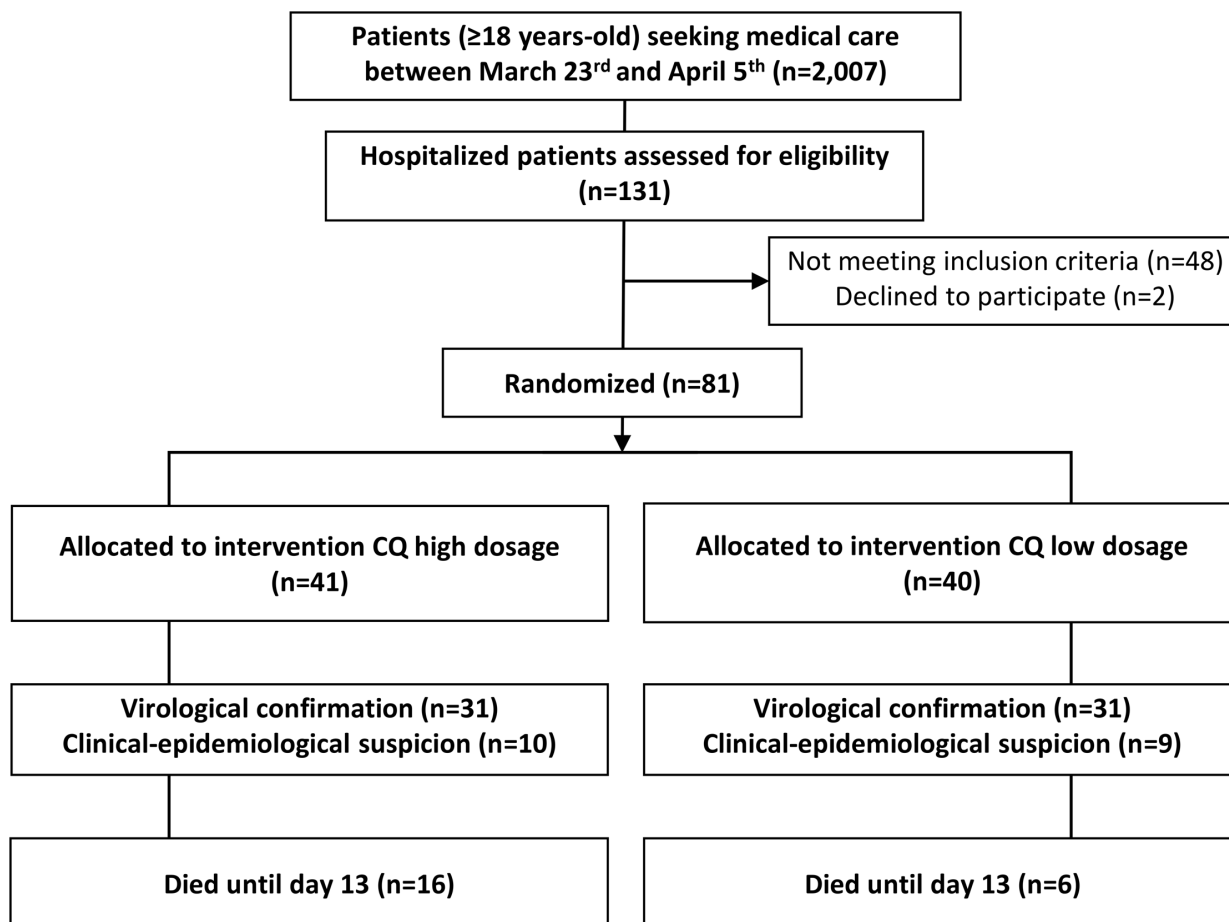 Patients (≥18 years-old) seeking medical care
between March 23rd and April 5th (n=2,007)
Hospitalized patients assessed for eligibility
(n=131)
Not meeting inclusion criteria (n=48)
Declined to participate (n=2)
Randomized (n=81)
Allocated to intervention CQ high dosage
(n=41)
Allocated to intervention CQ low dosage
(n=40)
Virological confirmation (n=31)
Clinical-epidemiological suspicion (n=10)
Virological confirmation (n=31)
Clinical-epidemiological suspicion (n=9)
Died until day 13 (n=16)
Died until day 13 (n=6)